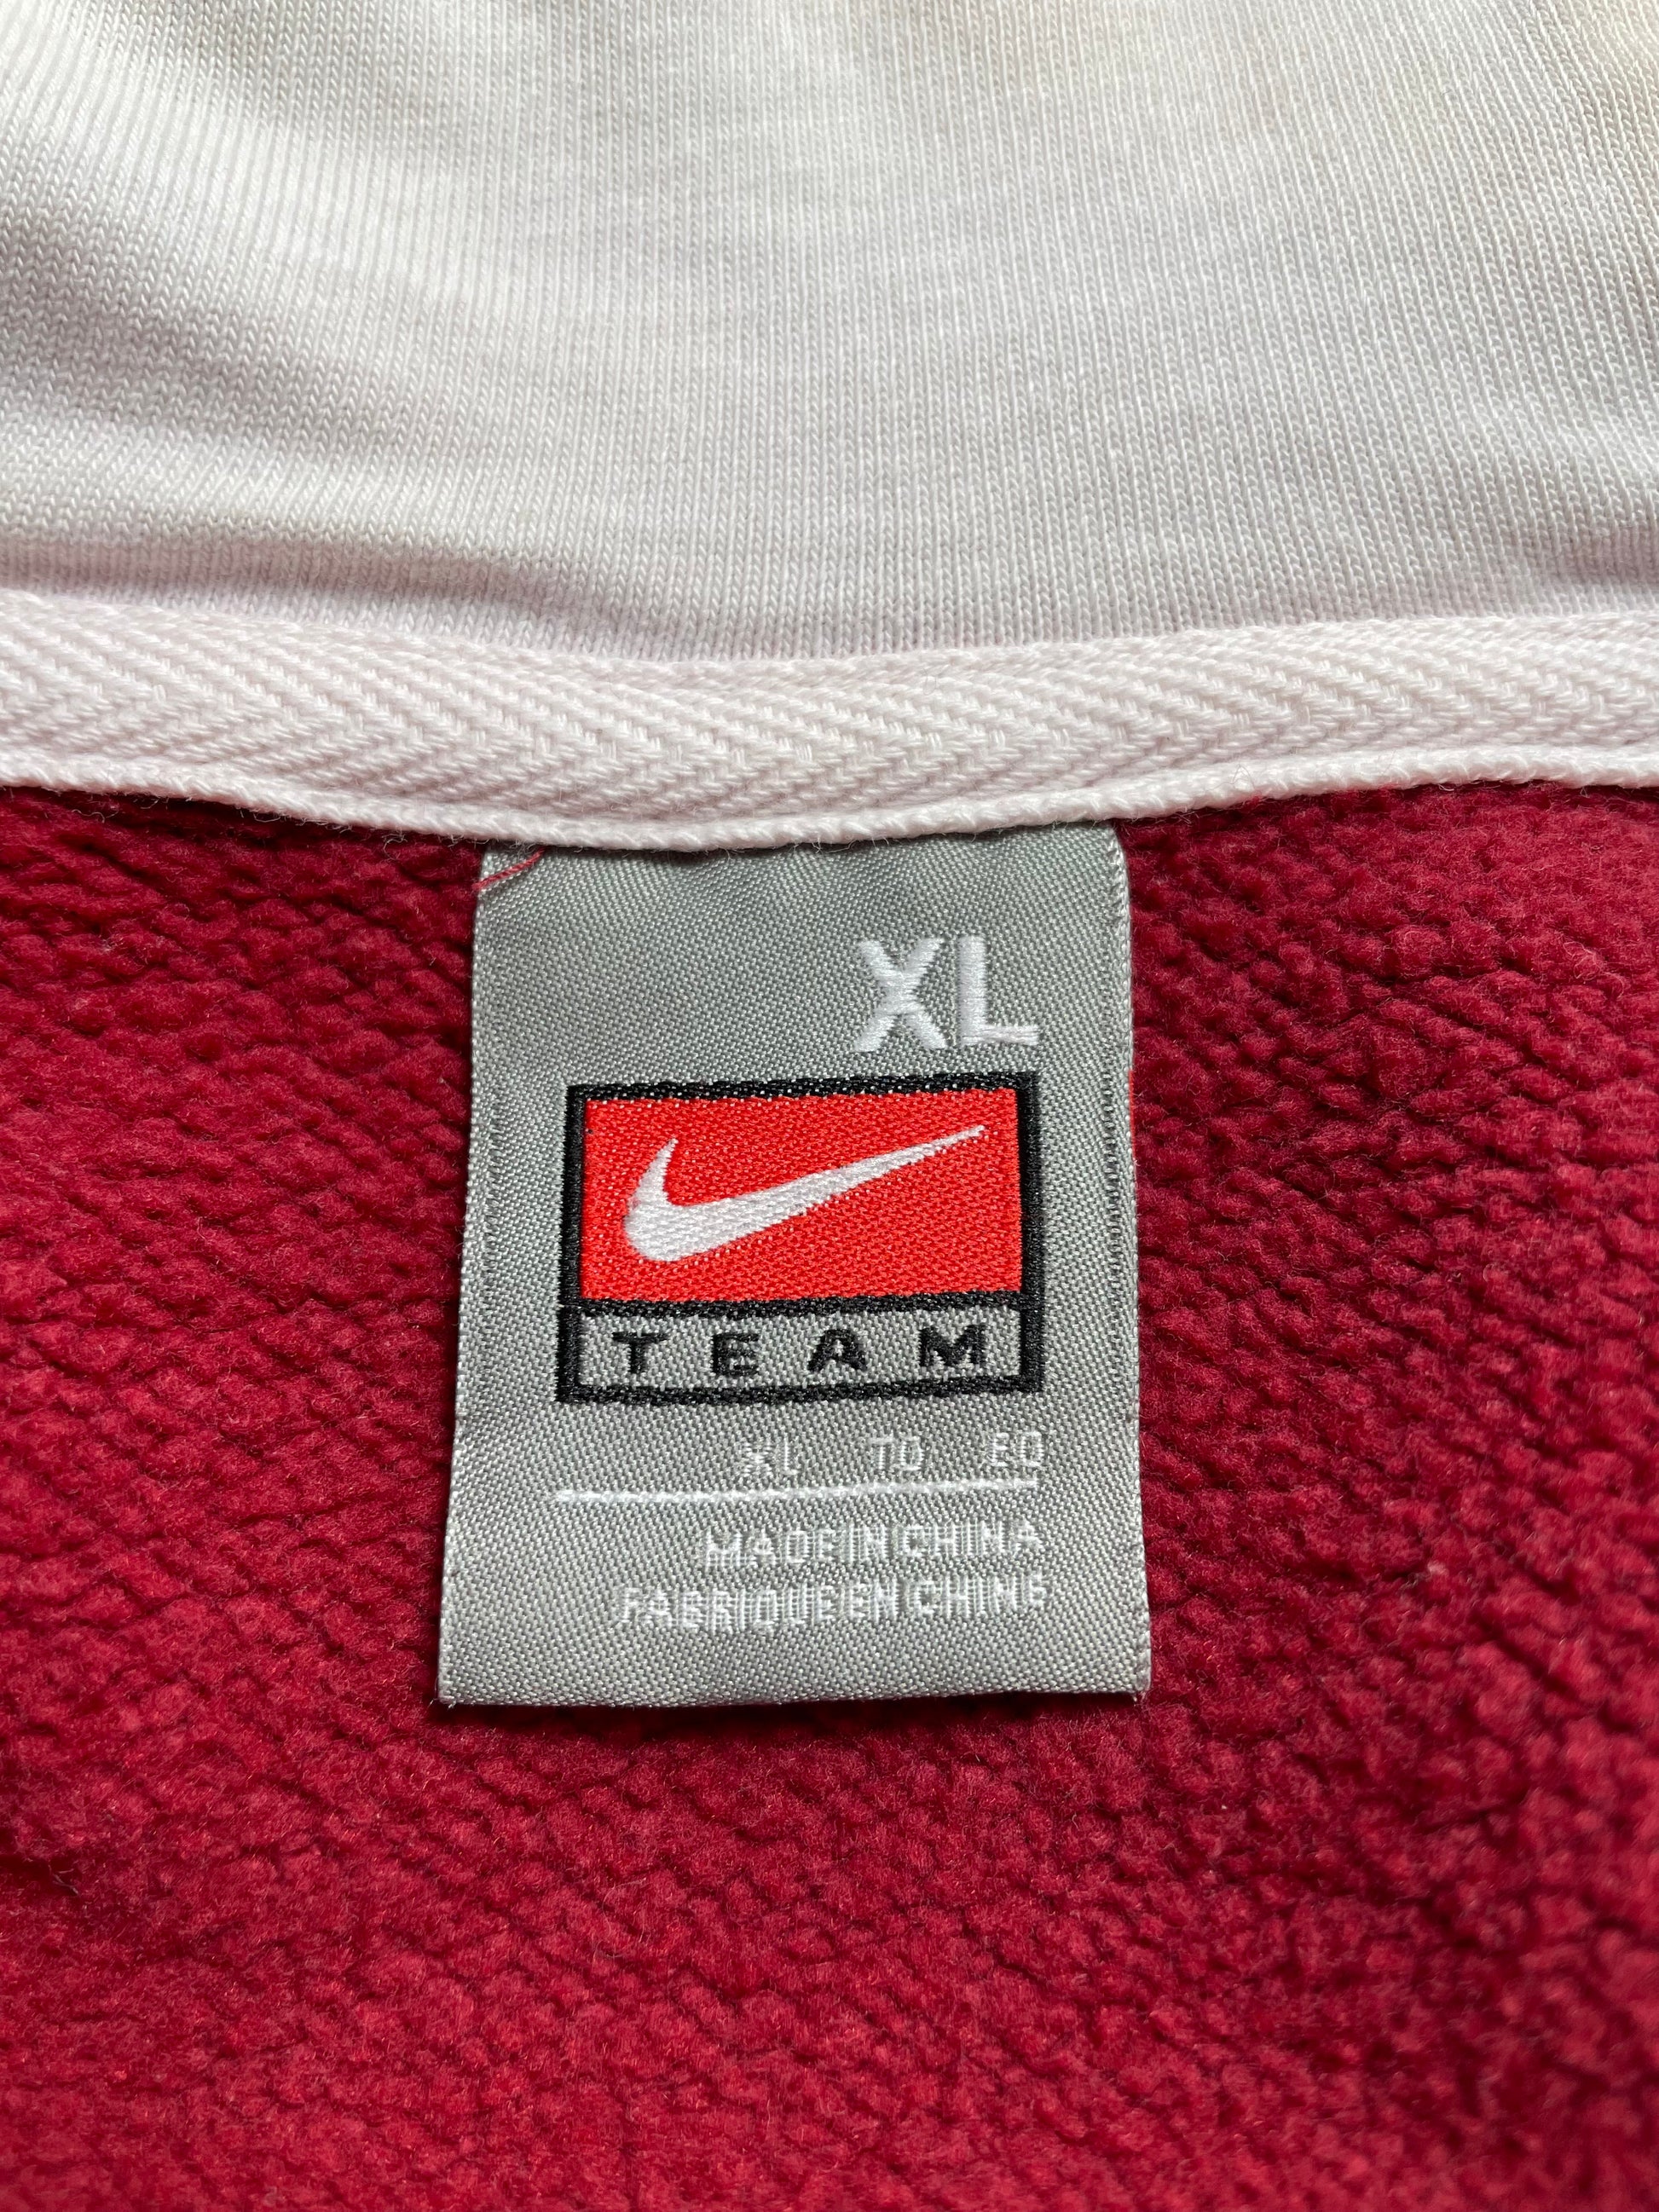 XL
TEAM
XL TG EG
MADE IN CHINA
FABRIQUE EN CHINE